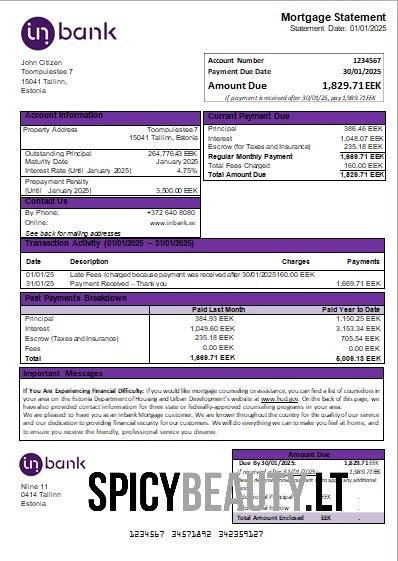 Mortgage Statement
Statement Date: 01/01/2025
inbank
John Citizen
Toompulestee 7
15041 Tallinn,
Estonia
Account Number 1234567
Payment Due Date 30/01/2025
Amount Due 1,829.71 EEK
If payment is received after 30/01/25, pay 1,989.71 EEK
Account Information
Property Address Toompuestee 7
15041 Tallinn, Estonia
Outstanding Principal 264,776.43 EEK
Maturity Date January 2025
Interest Rate (Until January 2025) 4.75%
Prepayment Penalty
(Until January 2025) 3,500.00 EEK
Contact Us
By Phone: +372 640 8080
Online: www.inbank.ee
See back for mailing addresses
Current Payment Due
Principal 386.46 EEK
Interest 1,048.07 EEK
Escrow (for Taxes and Insurance) 235.18 EEK
Regular Monthly Payment 1,669.71 EEK
Total Fees Charged 160.00 EEK
Total Amount Due 1,829.71 EEK
Transaction Activity (01/01/2025 – 31/01/2025)
Date Description Charges Payments
01/01/25 Late Fees (charged because payment was received after 30/01/2025160.00 EEK
31/01/25 Payment Received – Thank you 1,669.71 EEK
Past Payments Breakdown
Paid Last Month Paid Year to Date
Principal 384.93 EEK 1,150.25 EEK
Interest 1,049.60 EEK 3,153.34 EEK
Escrow (Taxes and Insurance) 235.18 EEK 705.54 EEK
Fees 0.00 EEK 0.00 EEK
Total 1,669.71 EEK 5,009.13 EEK
Important Messages
If You Are Experiencing Financial Difficulty: If you would like mortgage counseling or assistance, you can find a list of counselors in
your area on the Estonia Department of Housing and Urban Development's website at www.hud.gov. On the back of this page, we
have also provided contact information for three state or federally-approved counseling programs in your area.
We are pleased to have you as an Inbank Mortgage customer. We are known throughout the country for the quality of our service
and our dedication to providing financial security for our customers. We will do everything we can to make you feel at home, and
to ensure you receive the friendly, professional service you deserve.
inbank
Niine 11
0414 Tallinn
Estonia
Amount Due
Due By 30/01/2025: 1,829.71 EEK
If received after 30/01/25:
Additional Principal EEK
Additional Escrow
Total Amount Enclosed EEK
SPICYBEAUTY.LT
1234567 34571892 342359127